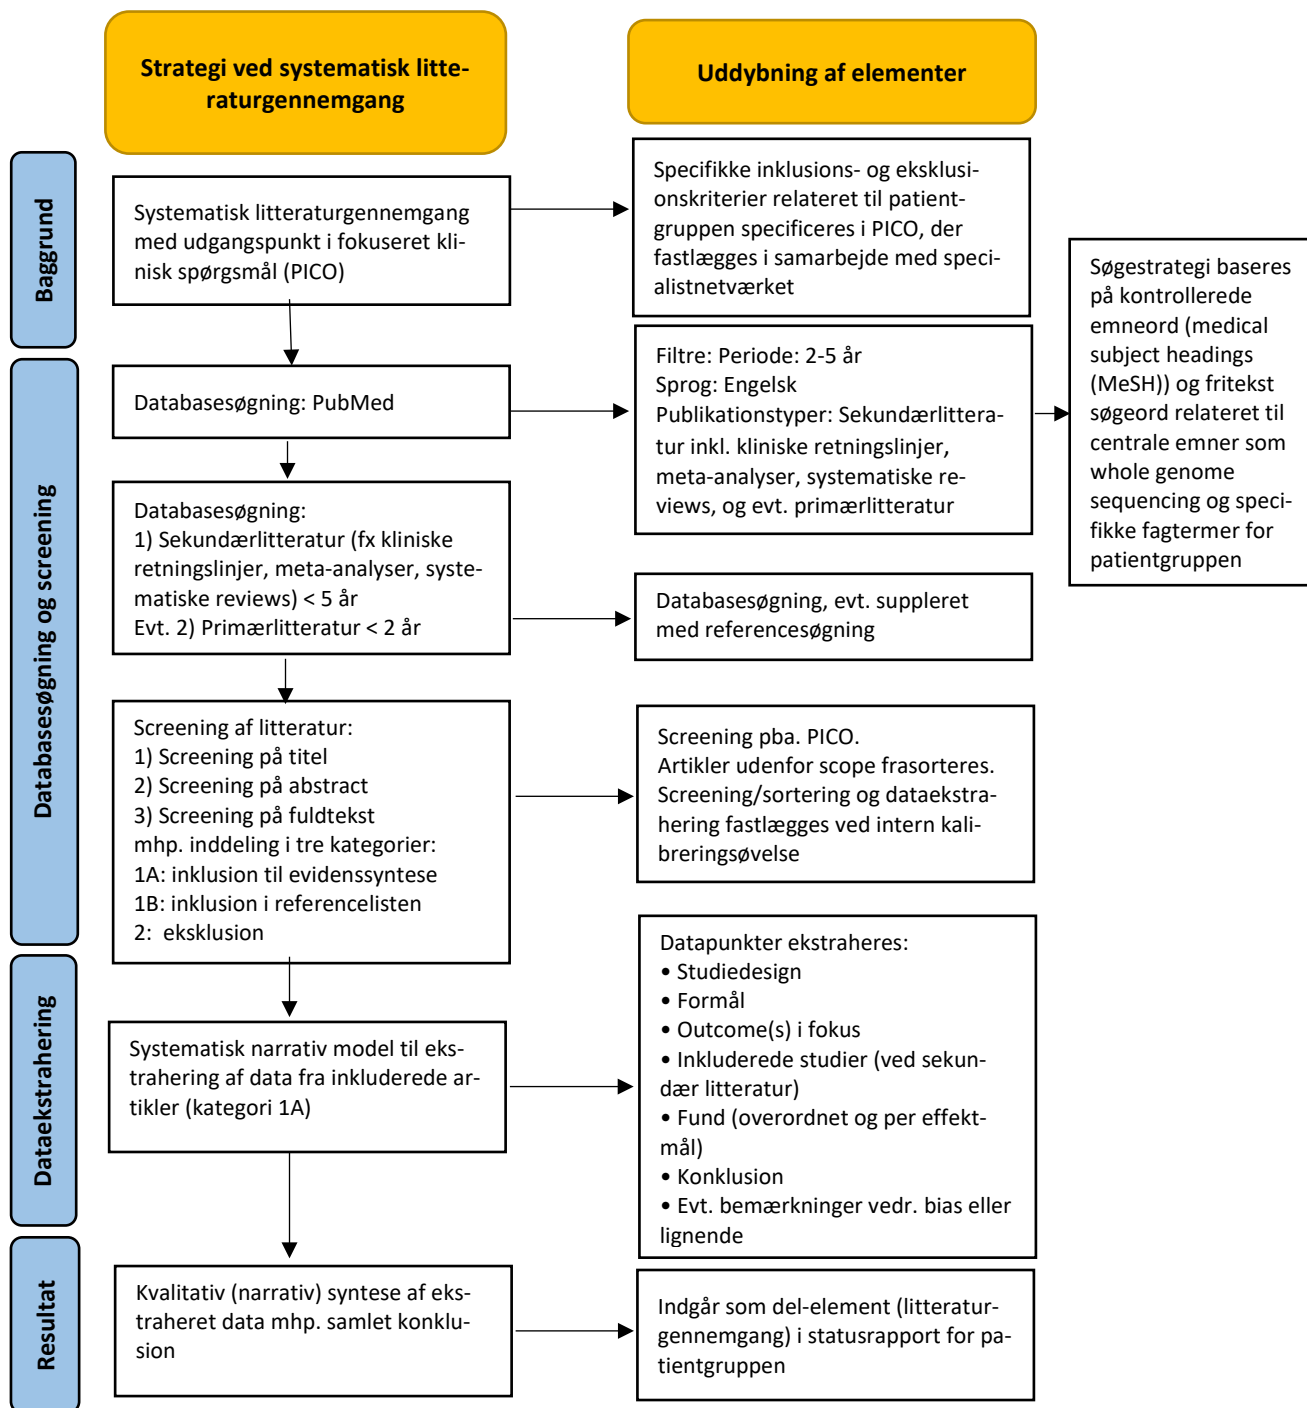 Strategi ved systematisk litte-
raturgennemgang
Uddybning af elementer
Baggrund
Systematisk litteraturgennemgang
med udgangspunkt i fokuseret kli-
nisk spørgsmål (PICO)
Specifikke inklusions- og eksklusi-
onskriterier relateret til patient-
gruppen specificeres i PICO, der
fastlægges i samarbejde med speci-
alistnetværket
Databasesøgning og screening
Databasesøgning: PubMed
Filtre: Periode: 2-5 år
Sprog: Engelsk
Publikationstyper: Sekundærlittera-
tur inkl. kliniske retningslinjer,
meta-analyser, systematiske re-
views, og evt. primærlitteratur
Søgestrategi baseres
på kontrollerede
emneord (medical
subject headings
(MeSH)) og fritekst
søgeord relateret til
centrale emner som
whole genome
sequencing og speci-
fikke fagtermer for
patientgruppen
Databasesøgning:
1) Sekundærlitteratur (fx kliniske
retningslinjer, meta-analyser, syste-
matiske reviews) < 5 år
Evt. 2) Primærlitteratur < 2 år
Databasesøgning, evt. suppleret
med referencesøgning
Screening af litteratur:
1) Screening på titel
2) Screening på abstract
3) Screening på fuldtekst
mhp. inddeling i tre kategorier:
1A: inklusion til evidenssyntese
1B: inklusion i referencelisten
2: eksklusion
Screening pba. PICO.
Artikler udenfor scope frasorteres.
Screening/sortering og dataekstra-
hering fastlægges ved intern kali-
breringsøvelse
Dataekstrahering
Systematisk narrativ model til eks-
trahering af data fra inkluderede ar-
tikler (kategori 1A)
Datapunkter ekstraheres:
• Studiedesign
• Formål
• Outcome(s) i fokus
• Inkluderede studier (ved sekun-
dær litteratur)
• Fund (overordnet og per effekt-
mål)
• Konklusion
• Evt. bemærkninger vedr. bias eller
lignende
Resultat
Kvalitativ (narrativ) syntese af eks-
traheret data mhp. samlet konklu-
sion
Indgår som del-element (litteratur-
gennemgang) i statusrapport for pa-
tientgruppen